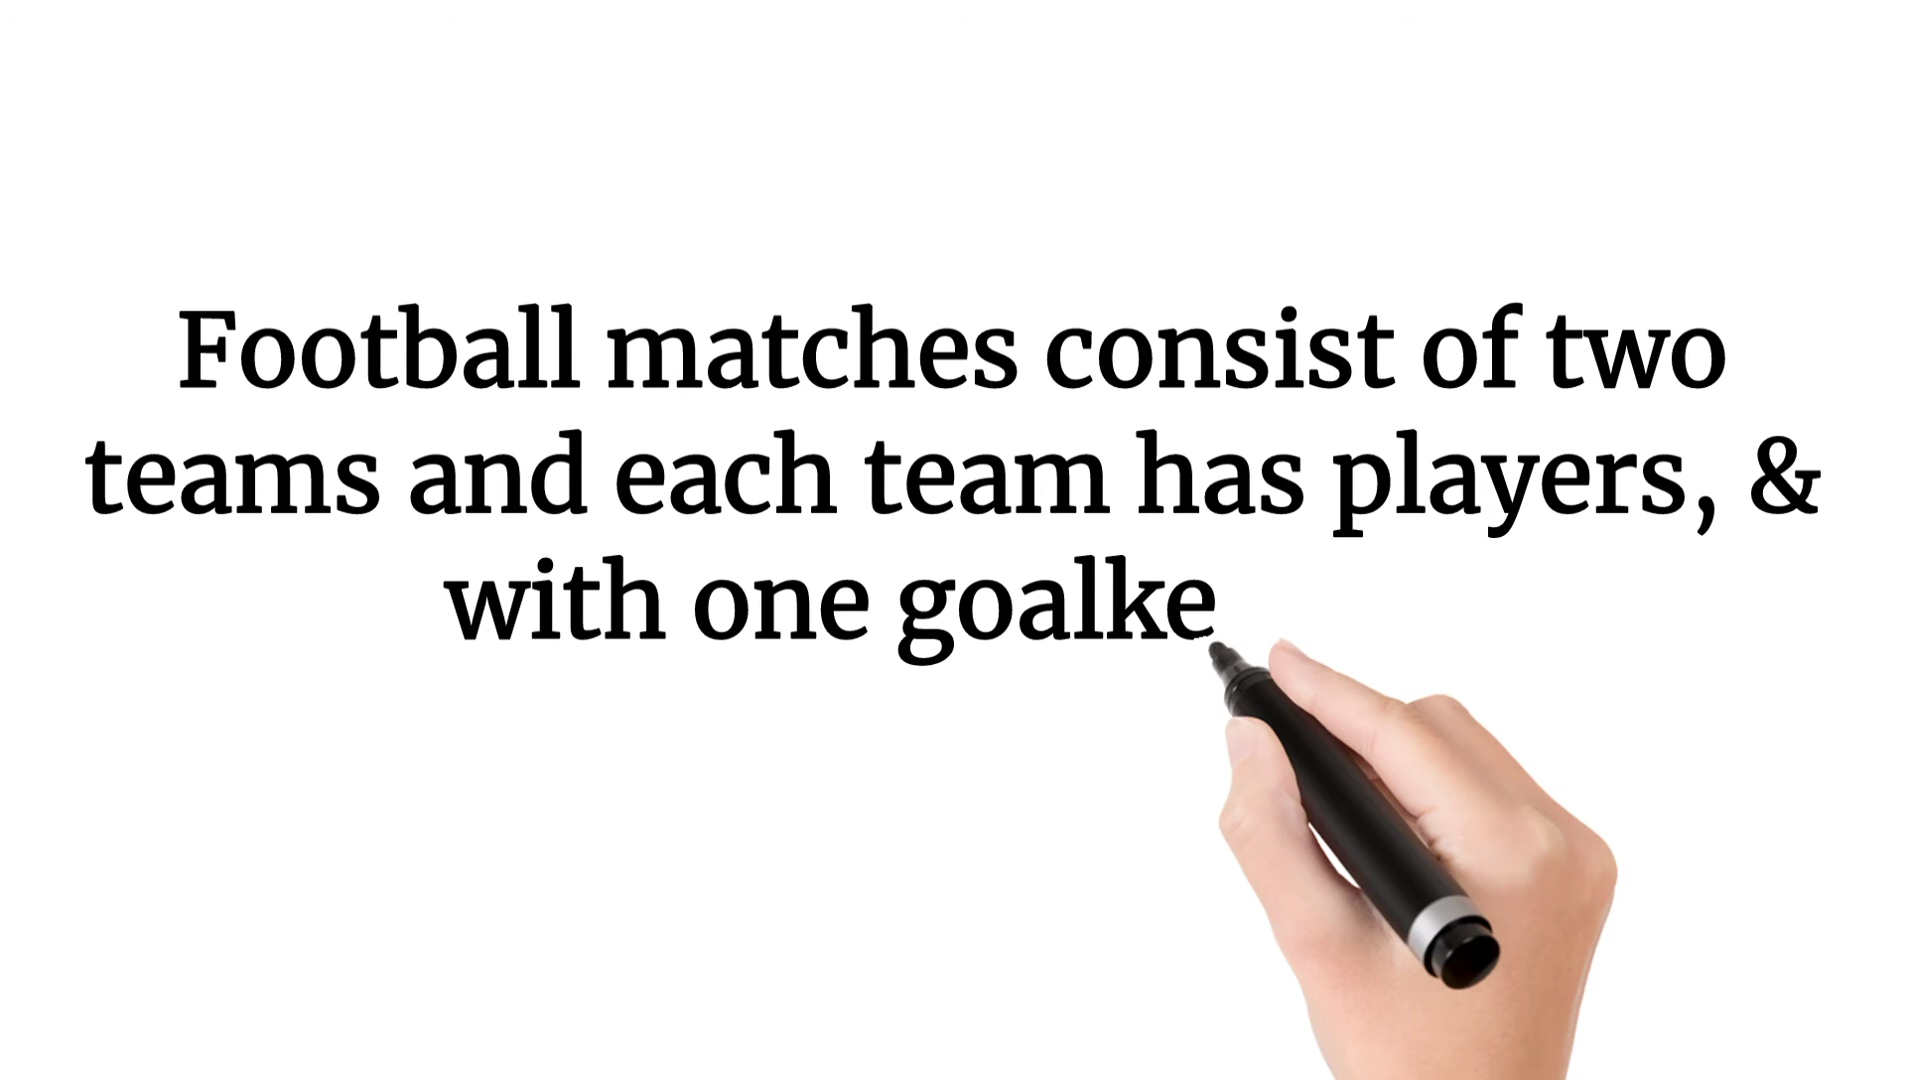 Football matches consist of two
teams and each team has players, &
with one goalke